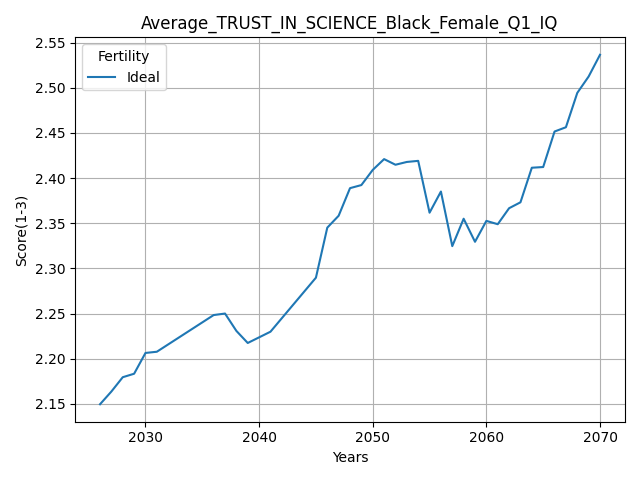 Average_TRUST_IN_SCIENCE_Black_Female_Q1_IQ
Fertility
Ideal
Score(1-3)
2.55
2.50
2.45
2.40
2.35
2.30
2.25
2.20
2.15
2030
2040
2050
2060
2070
Years